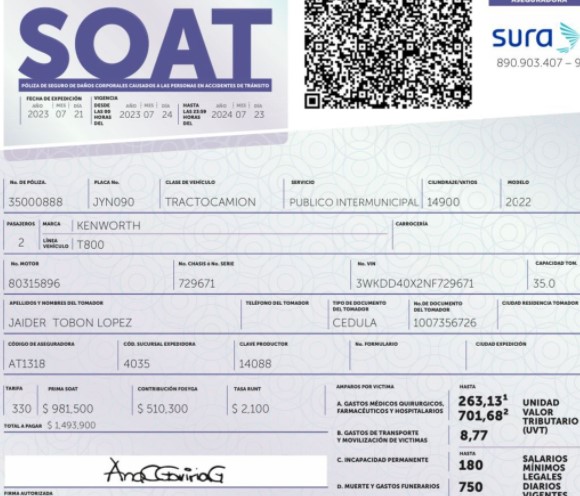 ASEGURADORA
SOAT
sura
890.903.407 – 9
PÓLIZA DE SEGURO DE DAÑOS CORPORALES CAUSADOS A LAS PERSONAS EN ACCIDENTES DE TRÁNSITO
FECHA DE EXPEDICIÓN VIGENCIA
AÑO MES DIA DESDE LAS 00 HORAS DEL AÑO MES DIA HASTA LAS 23:59 HORAS DEL AÑO MES DIA
2023 07 21 2023 07 24 2024 07 23
No. DE PÓLIZA. PLACA No. CLASE DE VEHÍCULO SERVICIO CILINDRAJE/VATIOS MODELO
35000888 JYN090 TRACTOCAMION PUBLICO INTERMUNICIPAL 14900 2022
PASAJEROS MARCA KENWORTH CARROCERÍA
2 LÍNEA VEHÍCULO T800
No. MOTOR No. CHASIS ó No. SERIE No. VIN CAPACIDAD TON.
80315896 729671 3WKDD40X2NF729671 35.0
APELLIDOS Y NOMBRES DEL TOMADOR TELÉFONO DEL TOMADOR TIPO DE DOCUMENTO DEL TOMADOR No. DE DOCUMENTO DEL TOMADOR CIUDAD RESIDENCIA TOMADOR
JAIDER TOBON LOPEZ CEDULA 1007356726
CÓDIGO DE ASEGURADORA CÓD. SUCURSAL EXPEDIDORA CLAVE PRODUCTOR No. FORMULARIO CIUDAD EXPEDICIÓN
AT1318 4035 14088
TARIFA PRIMA SOAT CONTRIBUCIÓN FOSYGA TASA RUNT
330 $ 981,500 $ 510,300 $ 2,100
TOTAL A PAGAR $ 1,493,900
AMPAROS POR VICTIMA HASTA
A. GASTOS MÉDICOS QUIRURGICOS, FARMACÉUTICOS Y HOSPITALARIOS 263,13¹ 701,68² UNIDAD VALOR TRIBUTARIO (UVT)
B. GASTOS DE TRANSPORTE Y MOVILIZACIÓN DE VICTIMAS 8,77
C. INCAPACIDAD PERMANENTE HASTA 180 SALARIOS MÍNIMOS LEGALES DIARIOS VIGENTES
D. MUERTE Y GASTOS FUNERARIOS 750
FIRMA AUTORIZADA